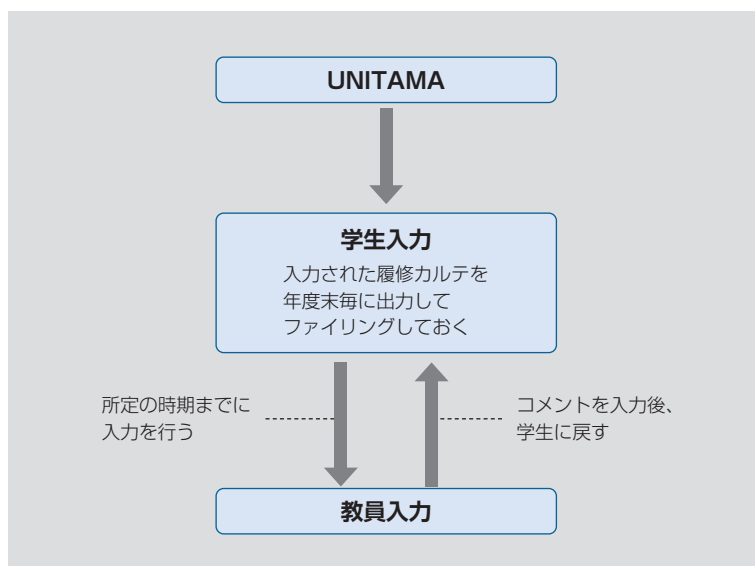 UNITAMA
学生入力
入力された履修カルテを
年度末毎に出力して
ファイリングしておく
所定の時期までに
入力を行う
コメントを入力後、
学生に戻す
教員入力